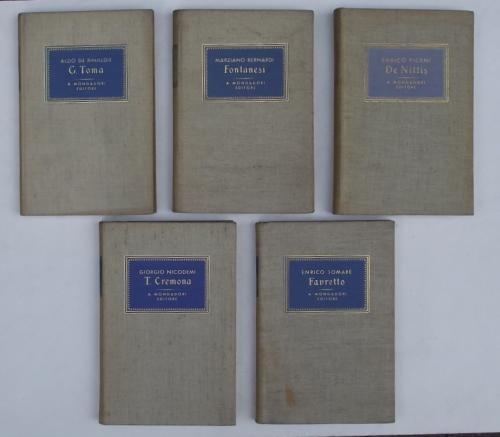 ALDO DE RINALDIS
G. Toma
A. MONDADORI
EDITORE
MARZIANO BERNARDI
Fontanesi
A. MONDADORI
EDITORE
ENRICO PICENI
De Nittis
A. MONDADORI
EDITORE
GIORGIO NICODEMI
T. Cremona
A. MONDADORI
EDITORE
ENRICO SOMARÉ
Favretto
A. MONDADORI
EDITORE